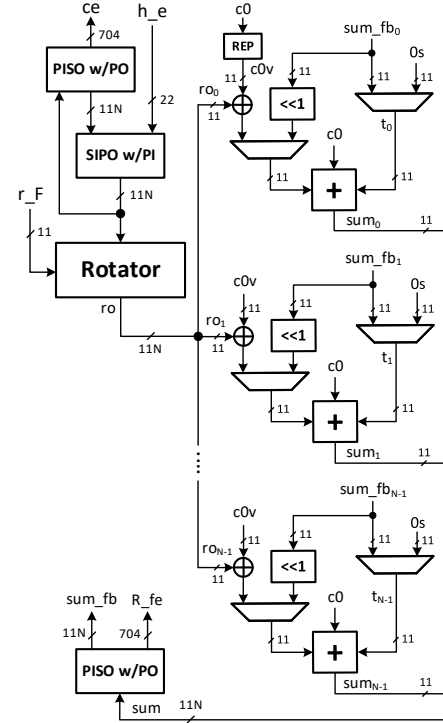 ce
h_e
704
PISO w/PO
11N
22
SIPO w/PI
11N
r_F
11
Rotator
ro
11N
c0
REP
11
c0v
ro₀
11
sum_fb₀
11
11
0s
11
<<1
t₀
c0
11
+
11
sum₀
11
c0v
11
ro₁
11
sum_fb₁
11
11
0s
11
<<1
t₁
c0
11
+
11
sum₁
11
c0v
11
roN-1
11
sum_fbN-1
11
11
0s
11
<<1
tN-1
c0
11
+
11
sumN-1
11
sum_fb
R_fe
11N
704
PISO w/PO
sum
11N